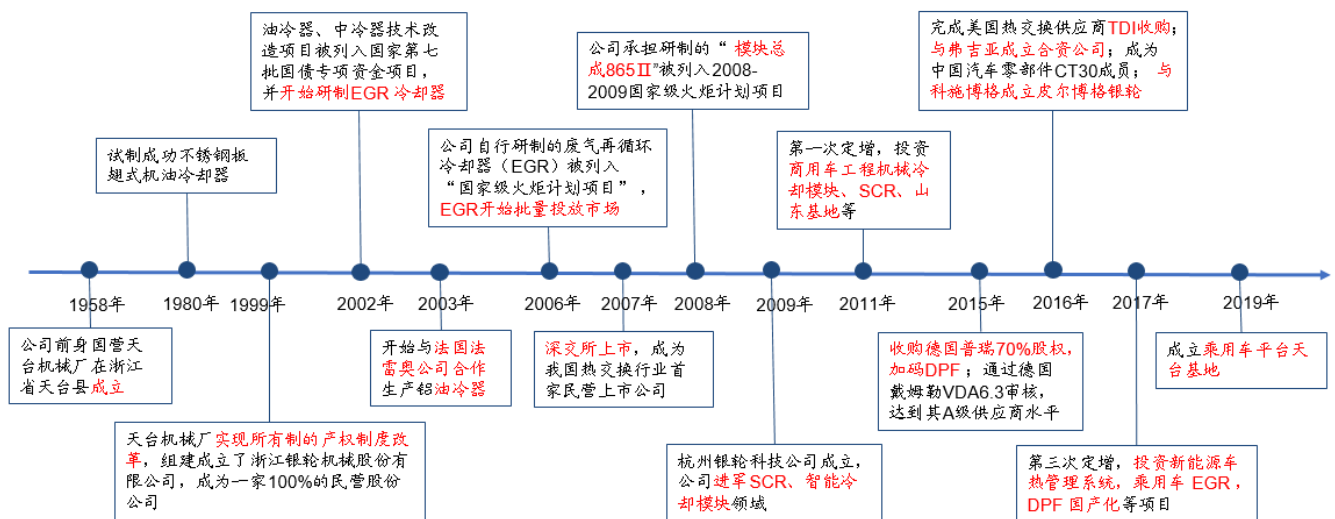 油冷器、中冷器技术改
造项目被列入国家第七
批国债专项资金项目，
并开始研制EGR 冷却器
公司承担研制的“ 模块总
成865Ⅱ”被列入2008-
2009国家级火炬计划项目
完成美国热交换供应商TDI收购；
与弗吉亚成立合资公司；成为
中国汽车零部件CT30成员； 与
科施博格成立皮尔博格银轮
试制成功不锈钢板
翅式机油冷却器
公司自行研制的废气再循环
冷却器（EGR）被列入
“国家级火炬计划项目” ，
EGR开始批量投放市场
第一次定增，投资
商用车工程机械冷
却模块、SCR、山
东基地等
1958年
1980年
1999年
2002年
2003年
2006年
2007年
2008年
2009年
2011年
2015年
2016年
2017年
2019年
公司前身国营天
台机械厂在浙江
省天台县成立
开始与法国法
雷奥公司合作
生产铝油冷器
深交所上市，成为
我国热交换行业首
家民营上市公司
收购德国普瑞70%股权，
加码DPF ；通过德国
戴姆勒VDA6.3审核，
达到其A级供应商水平
成立乘用车平台天
台基地
天台机械厂实现所有制的产权制度改
革，组建成立了浙江银轮机械股份有
限公司，成为一家100%的民营股份
公司
杭州银轮科技公司成立，
公司进军SCR、智能冷
却模块领域
第三次定增，投资新能源车
热管理系统，乘用车 EGR ，
DPF 国产化等项目